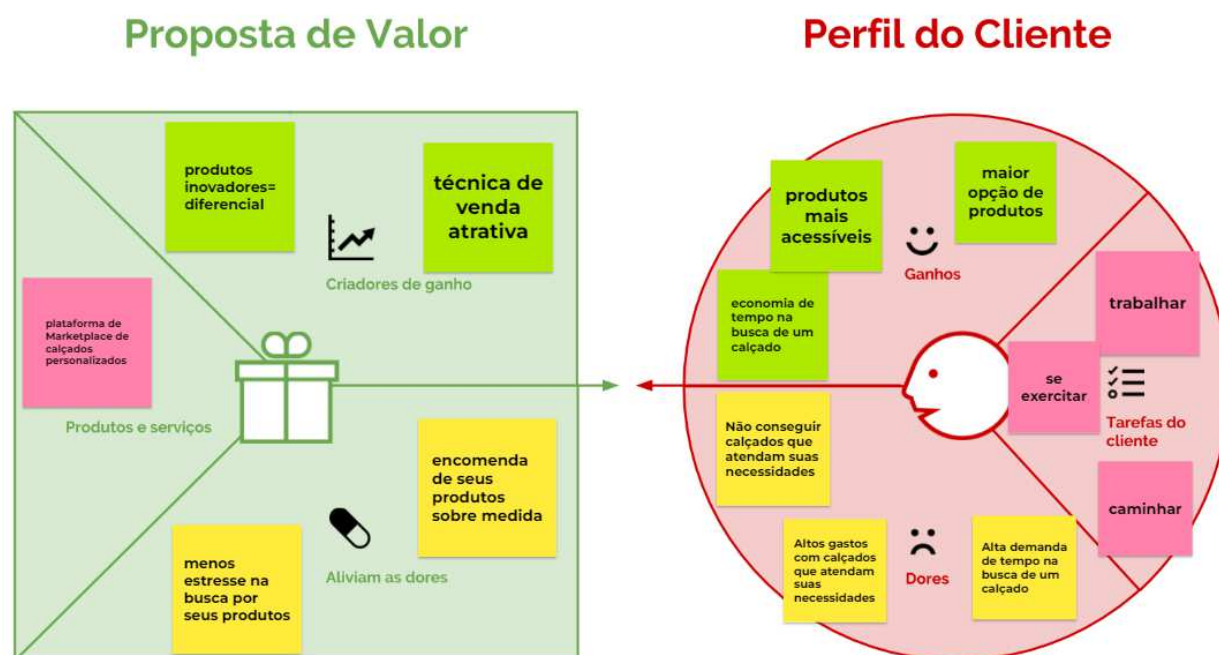 Proposta de Valor
Perfil do Cliente
produtos
inovadores=
diferencial
técnica de
venda
atrativa
Criadores de ganho
plataforma de
Marketplace de
calçados
personalizados
Produtos e serviços
encomenda
de seus
produtos
sobre medida
menos
estresse na
busca por
seus produtos
Aliviam as dores
produtos
mais
acessíveis
maior
opção de
produtos
Ganhos
economia de
tempo na
busca de um
calçado
trabalhar
se
exercitar
Tarefas do
cliente
caminhar
Não conseguir
calçados que
atendam suas
necessidades
Altos gastos
com calçados
que atendam
suas
necessidades
Dores
Alta demanda
de tempo na
busca de um
calçado